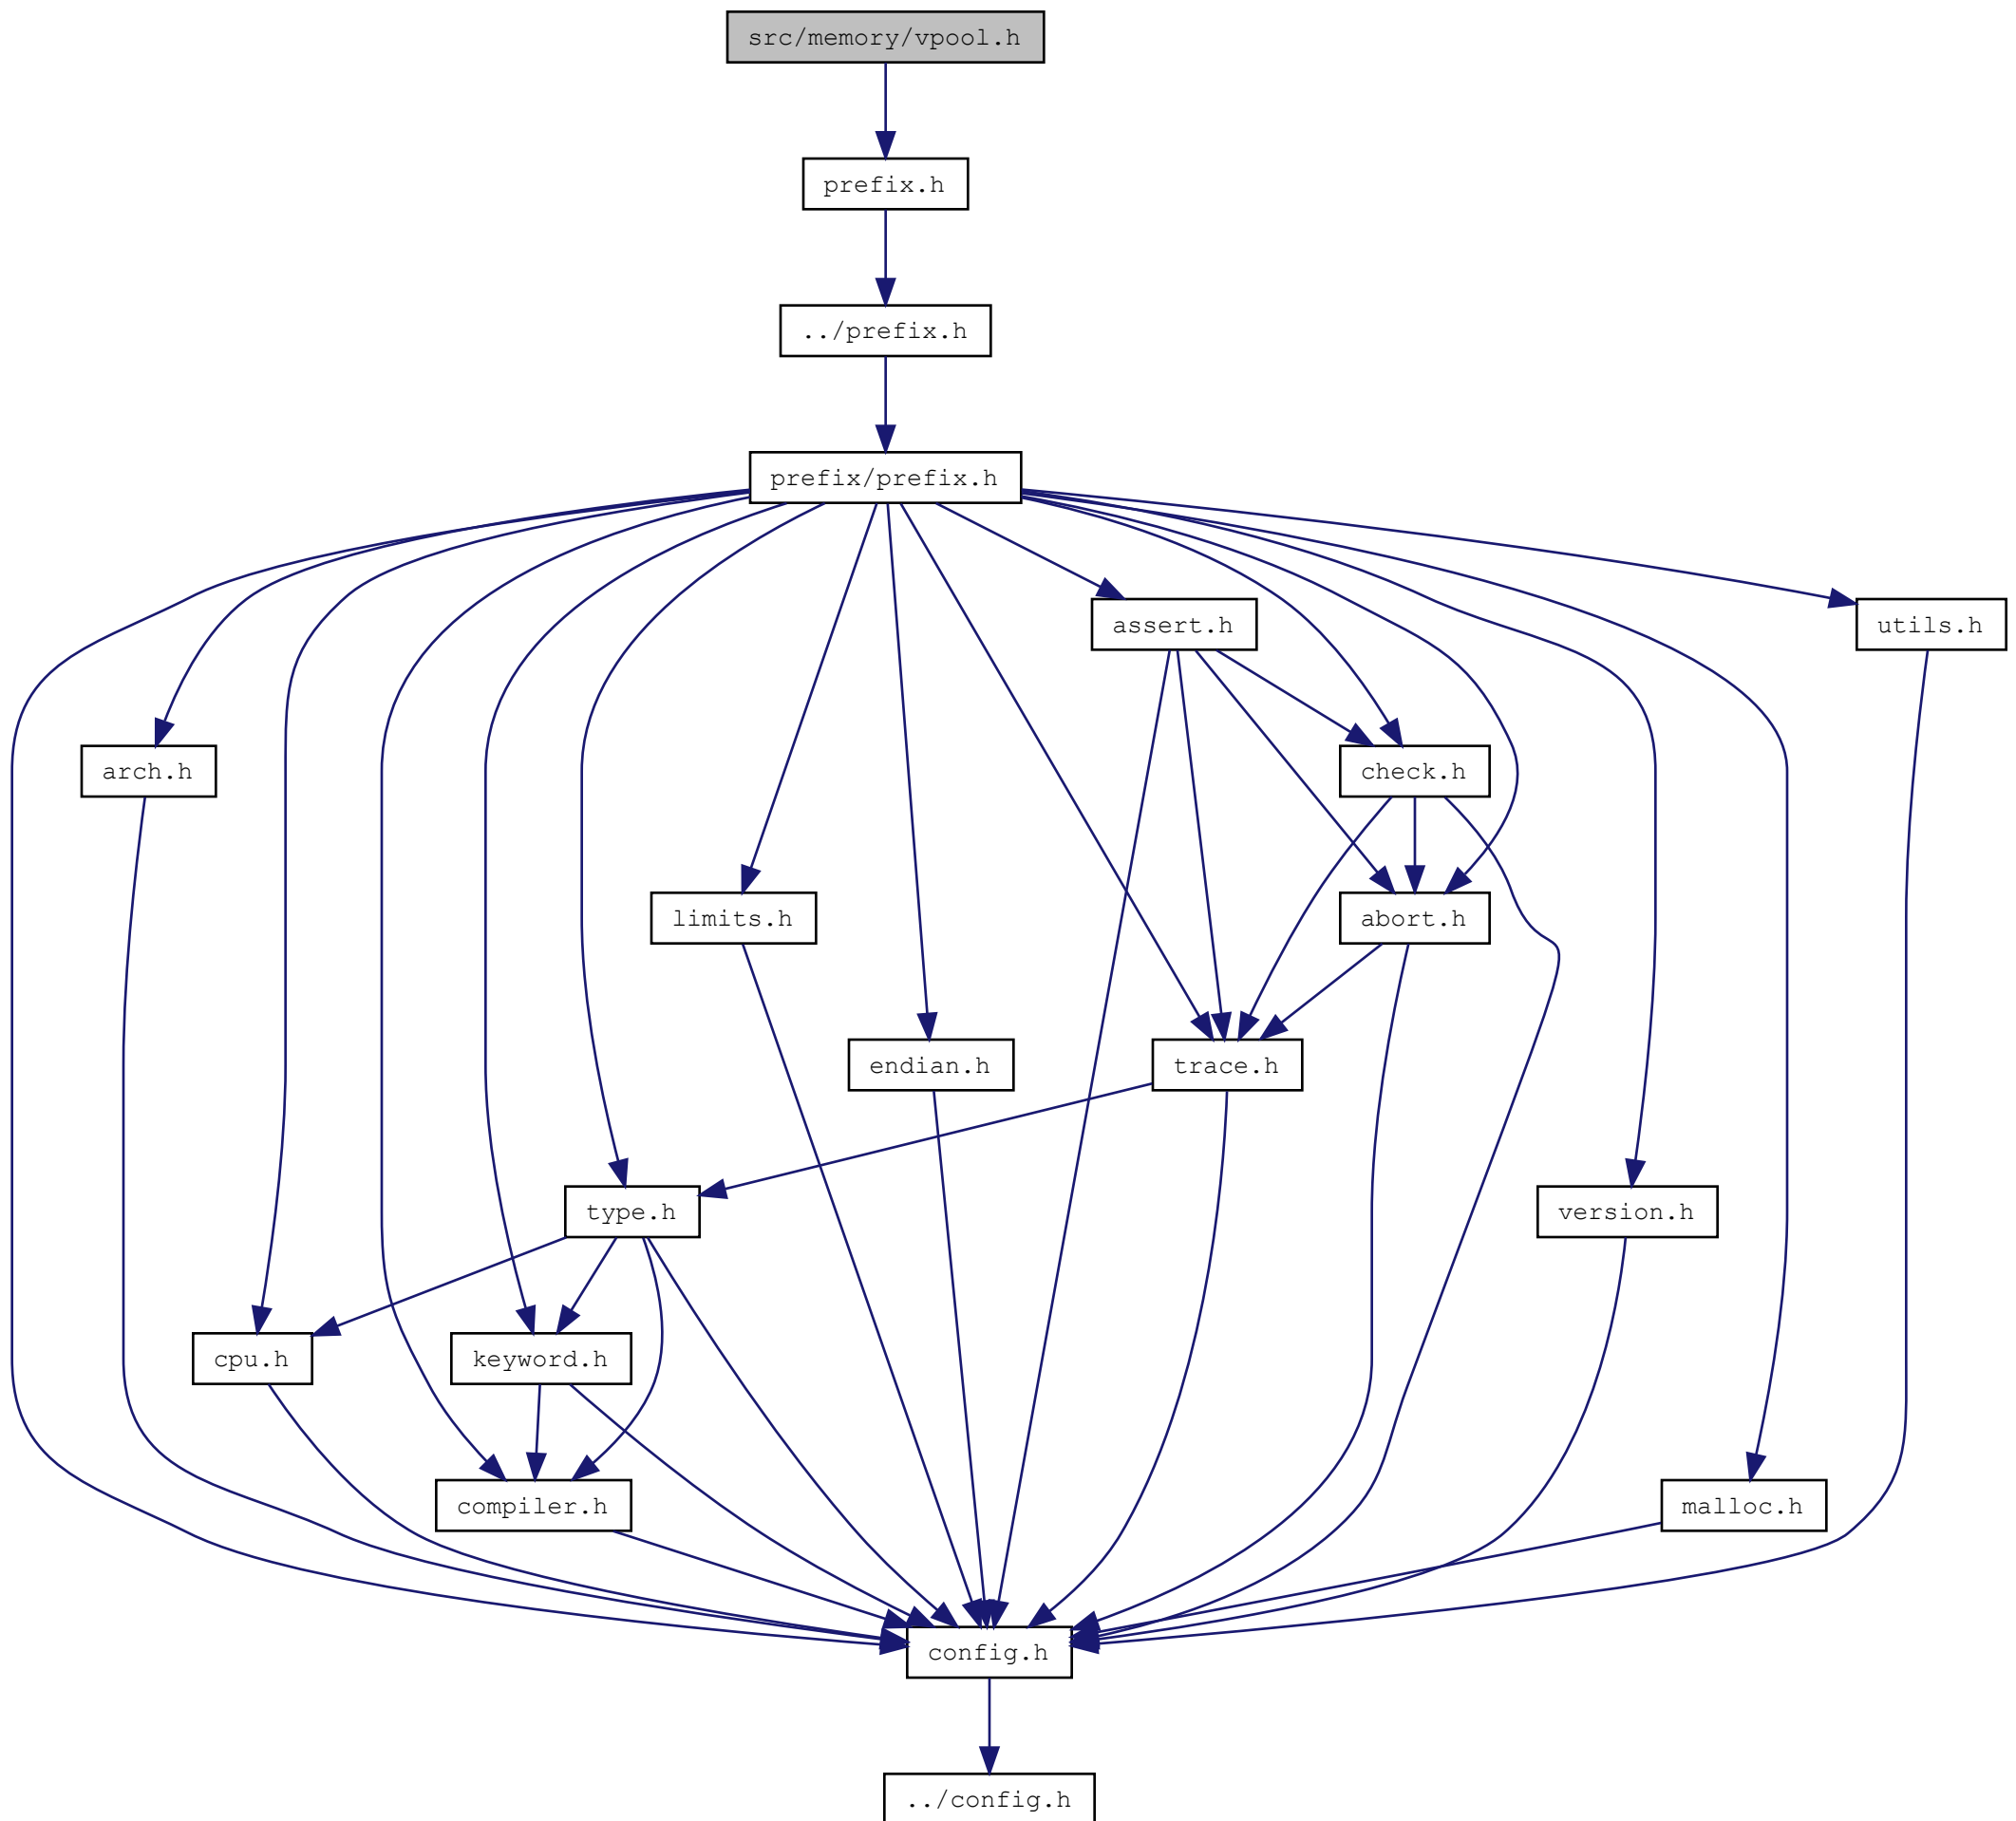 src/memory/vpool.h
prefix.h
../prefix.h
prefix/prefix.h
assert.h
utils.h
arch.h
check.h
limits.h
abort.h
endian.h
trace.h
type.h
version.h
cpu.h
keyword.h
compiler.h
malloc.h
config.h
../config.h